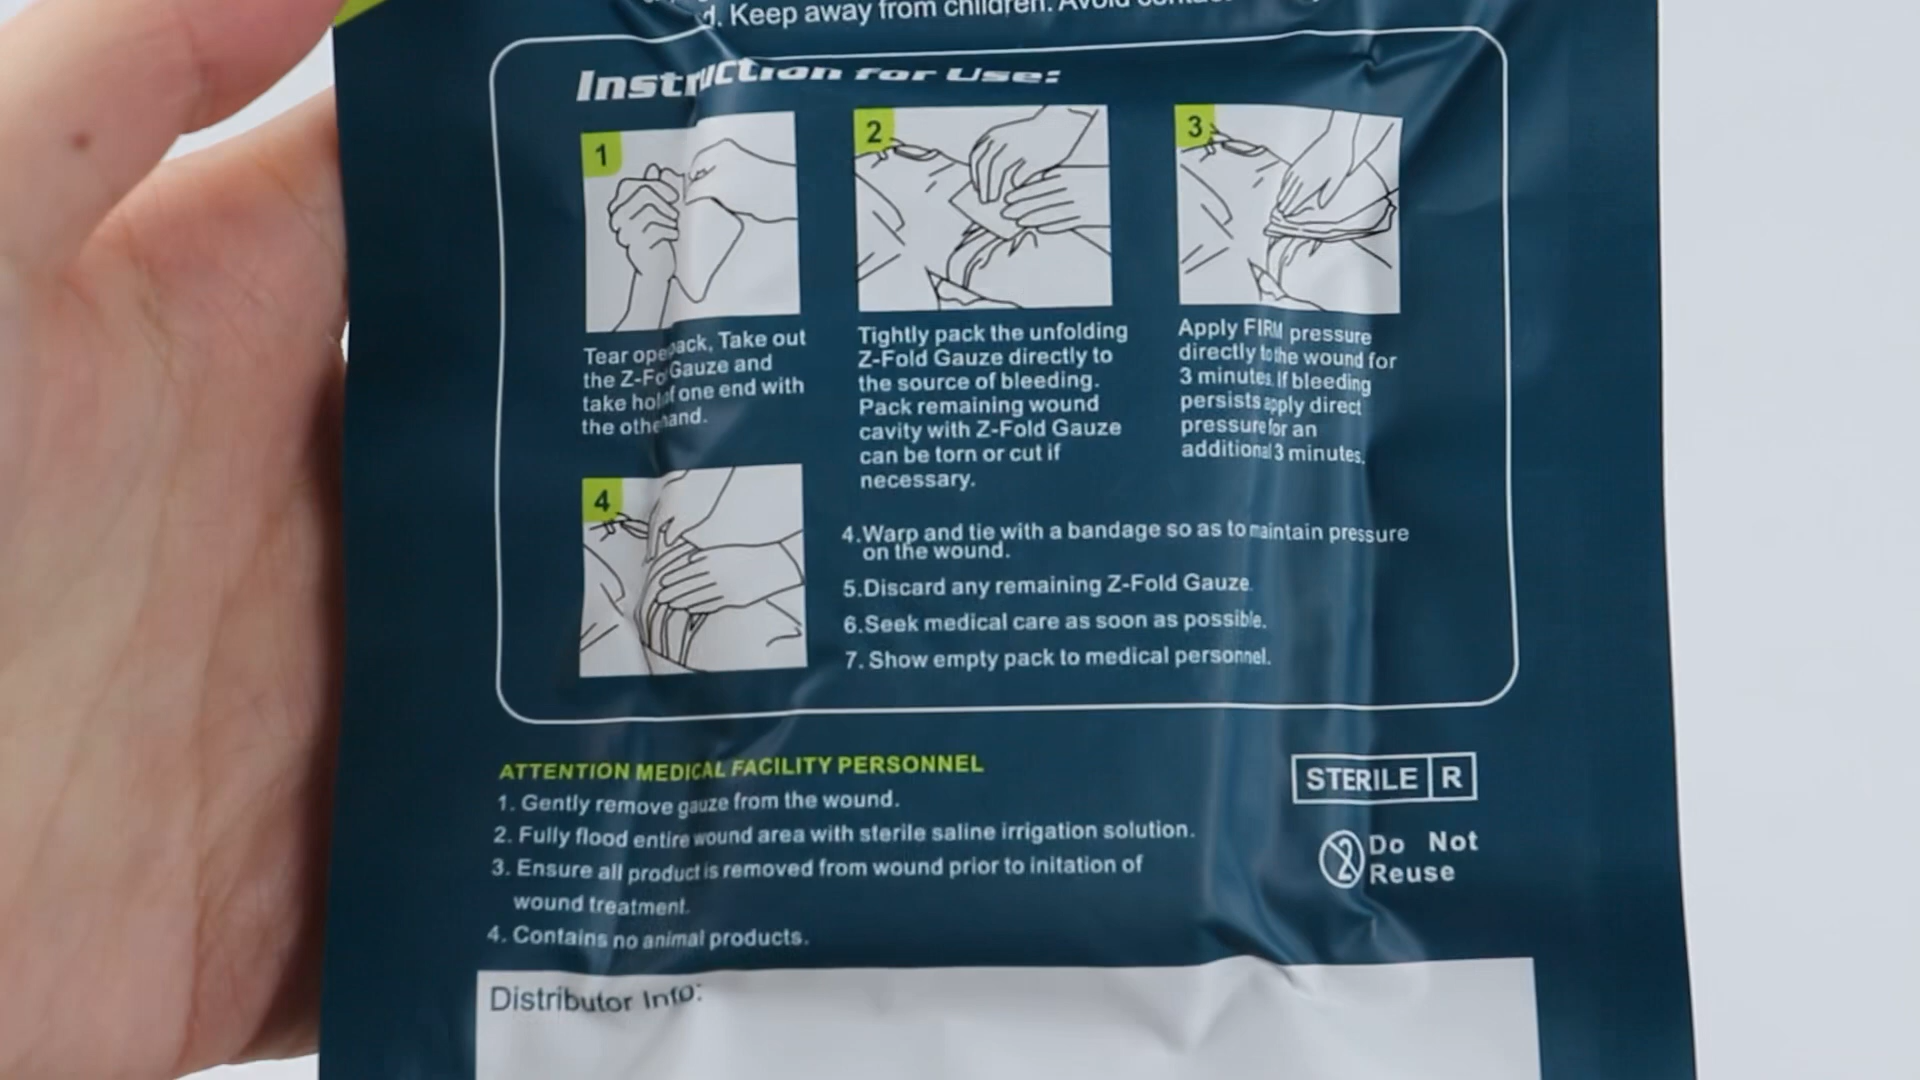 d. Keep away from children. Avoid
Instruction for Use:
1
2
3
Tear ope pack, Take out
the Z-Fo Gauze and
take hol of one end with
the othe hand.
Tightly pack the unfolding
Z-Fold Gauze directly to
the source of bleeding.
Pack remaining wound
cavity with Z-Fold Gauze
can be torn or cut if
necessary.
Apply FIRM pressure
directly to the wound for
3 minutes. If bleeding
persists apply direct
pressure for an
additional 3 minutes.
4
4.Warp and tie with a bandage so as to maintain pressure
on the wound.
5.Discard any remaining Z-Fold Gauze.
6.Seek medical care as soon as possible.
7. Show empty pack to medical personnel.
ATTENTION MEDICAL FACILITY PERSONNEL
1. Gently remove gauze from the wound.
2. Fully flood entire wound area with sterile saline irrigation solution.
3. Ensure all product is removed from wound prior to initation of
wound treatment.
4. Contains no animal products.
STERILE R
2 Do Not
Reuse
Distributor Info: